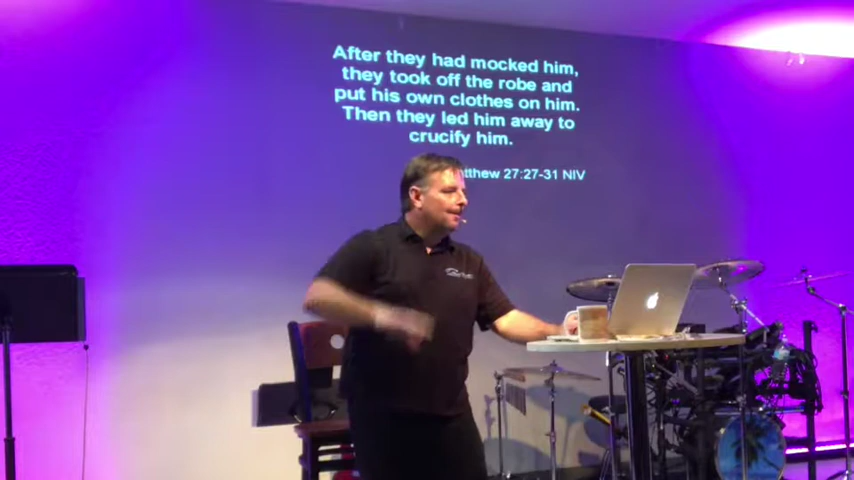 After they had mocked him,
they took off the robe and
put his own clothes on him.
Then they led him away to
crucify him.
27:27-31 NIV